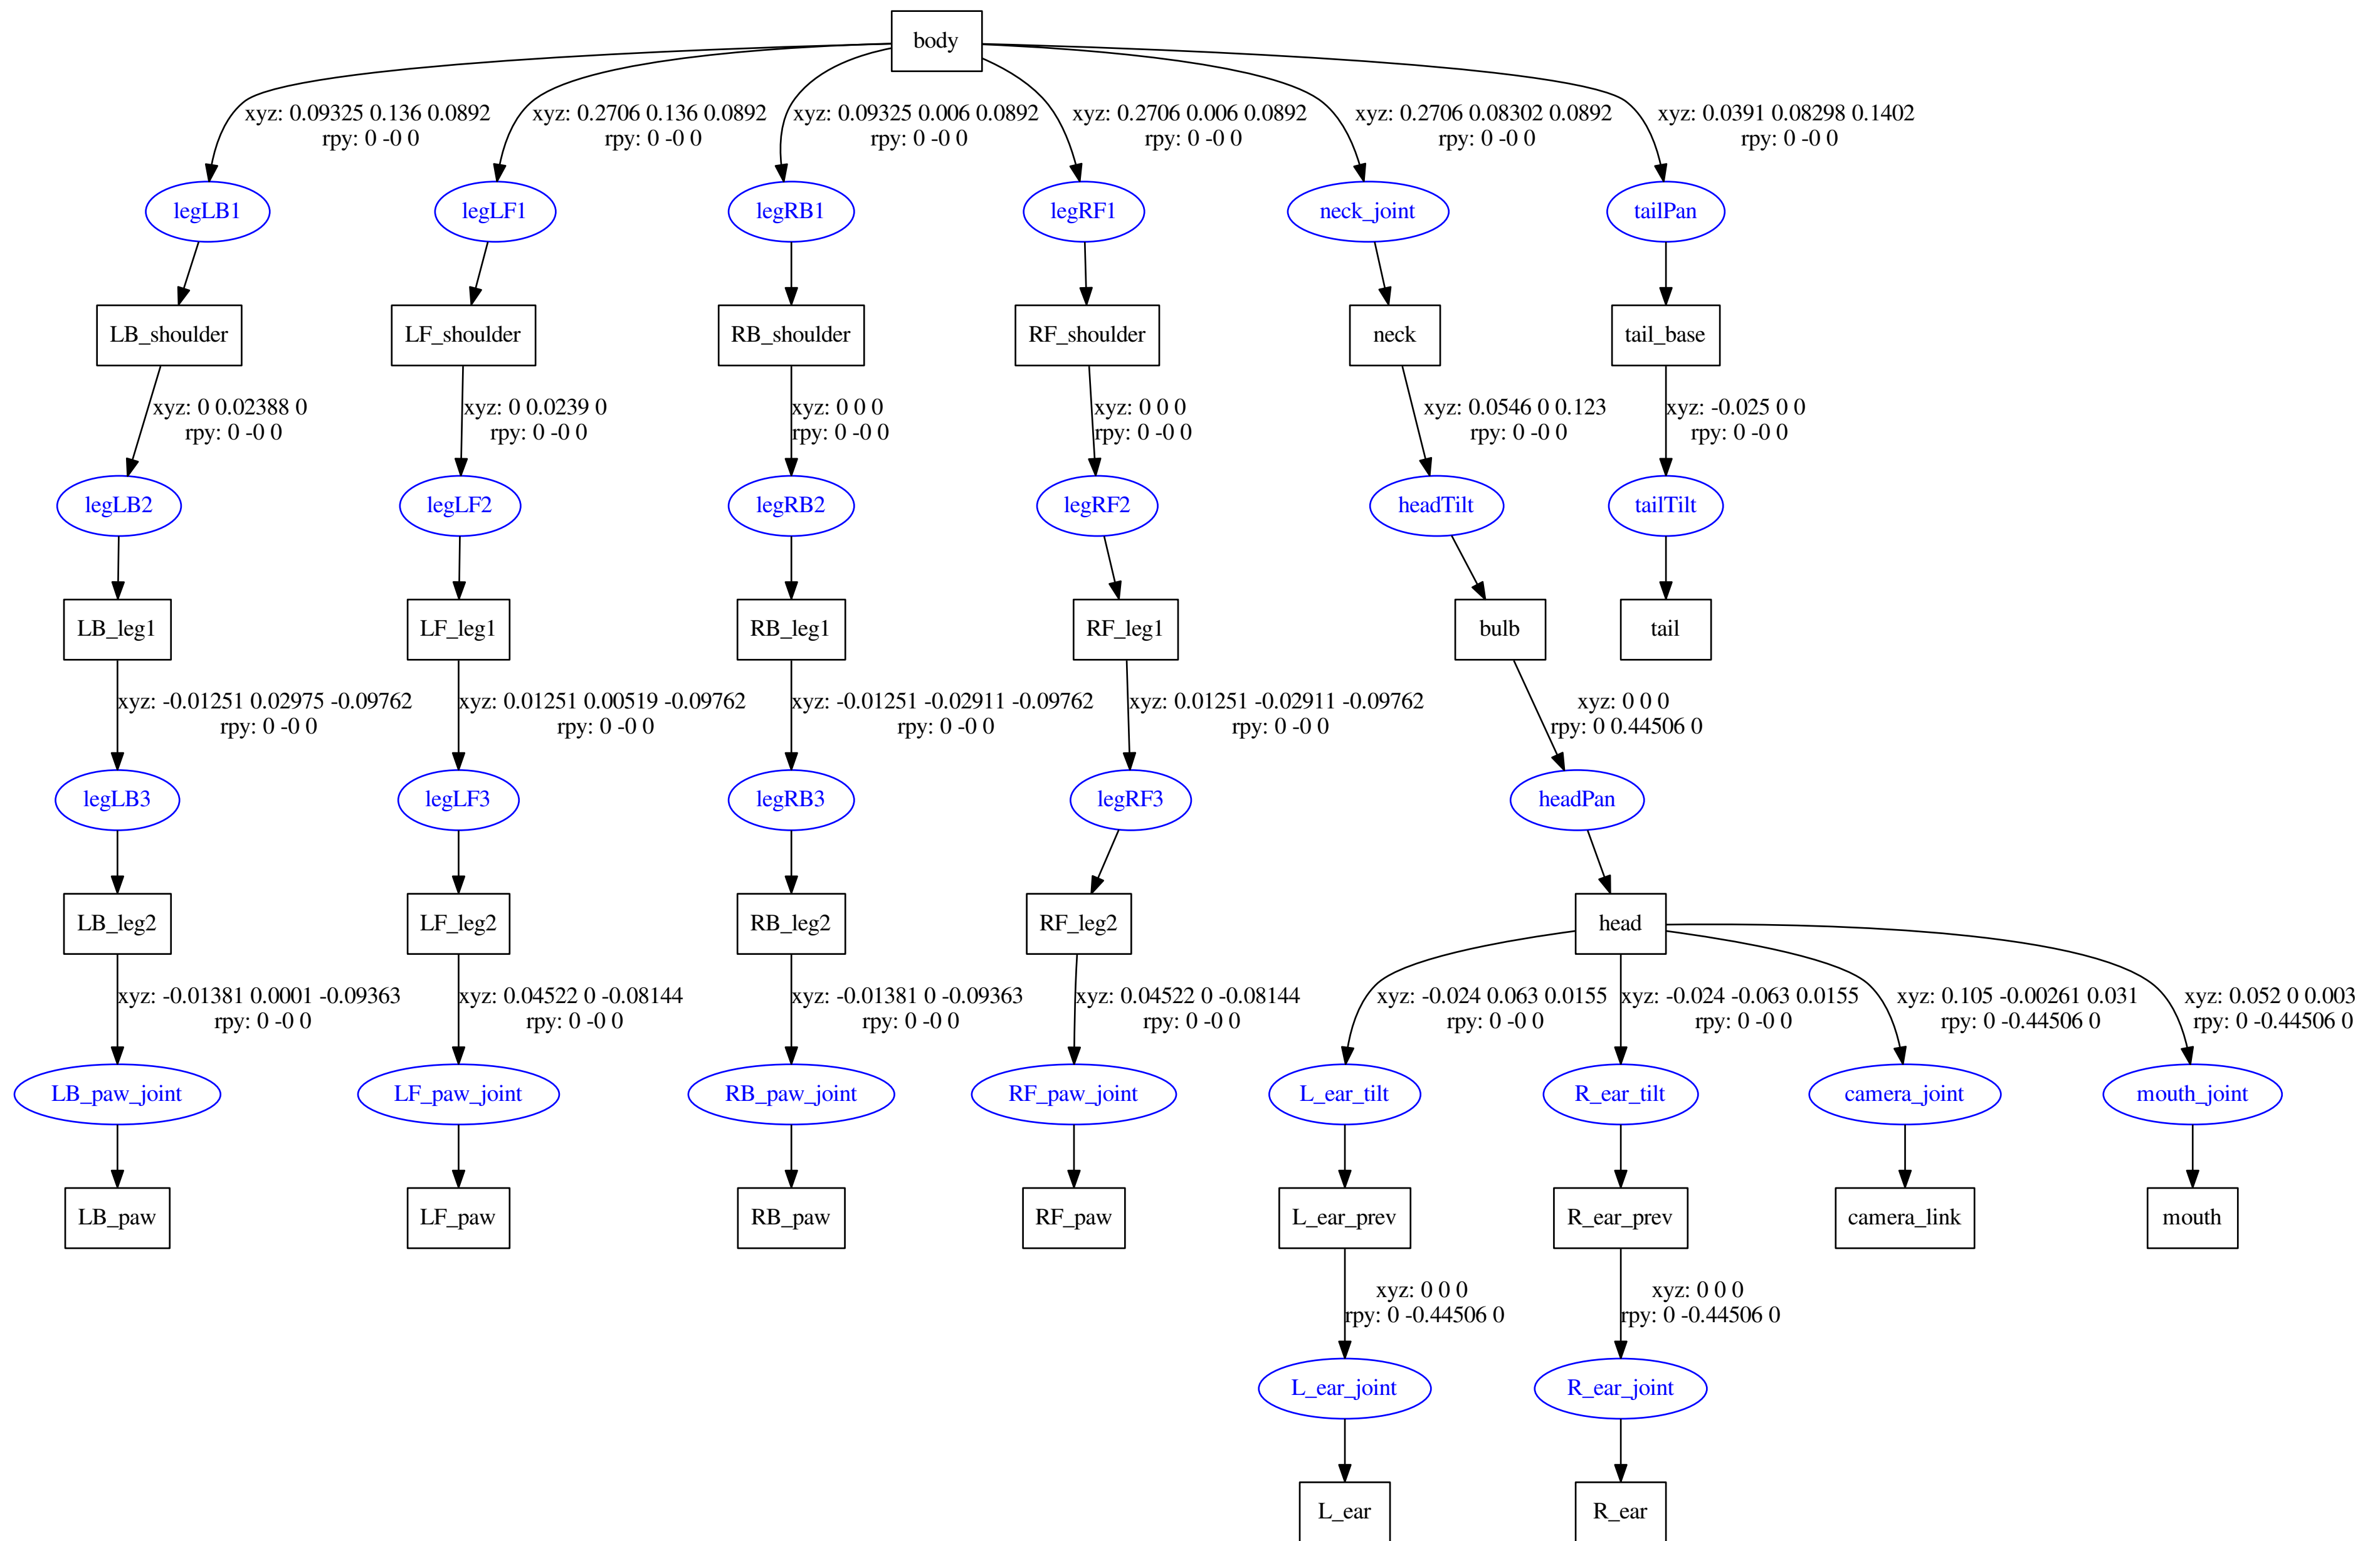 body
xyz: 0.09325 0.136 0.0892
rpy: 0 -0 0
xyz: 0.2706 0.136 0.0892
rpy: 0 -0 0
xyz: 0.09325 0.006 0.0892
rpy: 0 -0 0
xyz: 0.2706 0.006 0.0892
rpy: 0 -0 0
xyz: 0.2706 0.08302 0.0892
rpy: 0 -0 0
xyz: 0.0391 0.08298 0.1402
rpy: 0 -0 0
legLB1
legLF1
legRB1
legRF1
neck_joint
tailPan
LB_shoulder
LF_shoulder
RB_shoulder
RF_shoulder
neck
tail_base
xyz: 0 0.02388 0
rpy: 0 -0 0
xyz: 0 0.0239 0
rpy: 0 -0 0
xyz: 0 0 0
rpy: 0 -0 0
xyz: 0 0 0
rpy: 0 -0 0
xyz: 0.0546 0 0.123
rpy: 0 -0 0
xyz: -0.025 0 0
rpy: 0 -0 0
legLB2
legLF2
legRB2
legRF2
headTilt
tailTilt
LB_leg1
LF_leg1
RB_leg1
RF_leg1
bulb
tail
xyz: -0.01251 0.02975 -0.09762
rpy: 0 -0 0
xyz: 0.01251 0.00519 -0.09762
rpy: 0 -0 0
xyz: -0.01251 -0.02911 -0.09762
rpy: 0 -0 0
xyz: 0.01251 -0.02911 -0.09762
rpy: 0 -0 0
xyz: 0 0 0
rpy: 0 0.44506 0
legLB3
legLF3
legRB3
legRF3
headPan
LB_leg2
LF_leg2
RB_leg2
RF_leg2
head
xyz: -0.01381 0.0001 -0.09363
rpy: 0 -0 0
xyz: 0.04522 0 -0.08144
rpy: 0 -0 0
xyz: -0.01381 0 -0.09363
rpy: 0 -0 0
xyz: 0.04522 0 -0.08144
rpy: 0 -0 0
xyz: -0.024 0.063 0.0155
rpy: 0 -0 0
xyz: -0.024 -0.063 0.0155
rpy: 0 -0 0
xyz: 0.105 -0.00261 0.031
rpy: 0 -0.44506 0
xyz: 0.052 0 0.003
rpy: 0 -0.44506 0
LB_paw_joint
LF_paw_joint
RB_paw_joint
RF_paw_joint
L_ear_tilt
R_ear_tilt
camera_joint
mouth_joint
LB_paw
LF_paw
RB_paw
RF_paw
L_ear_prev
R_ear_prev
camera_link
mouth
xyz: 0 0 0
rpy: 0 -0.44506 0
xyz: 0 0 0
rpy: 0 -0.44506 0
L_ear_joint
R_ear_joint
L_ear
R_ear